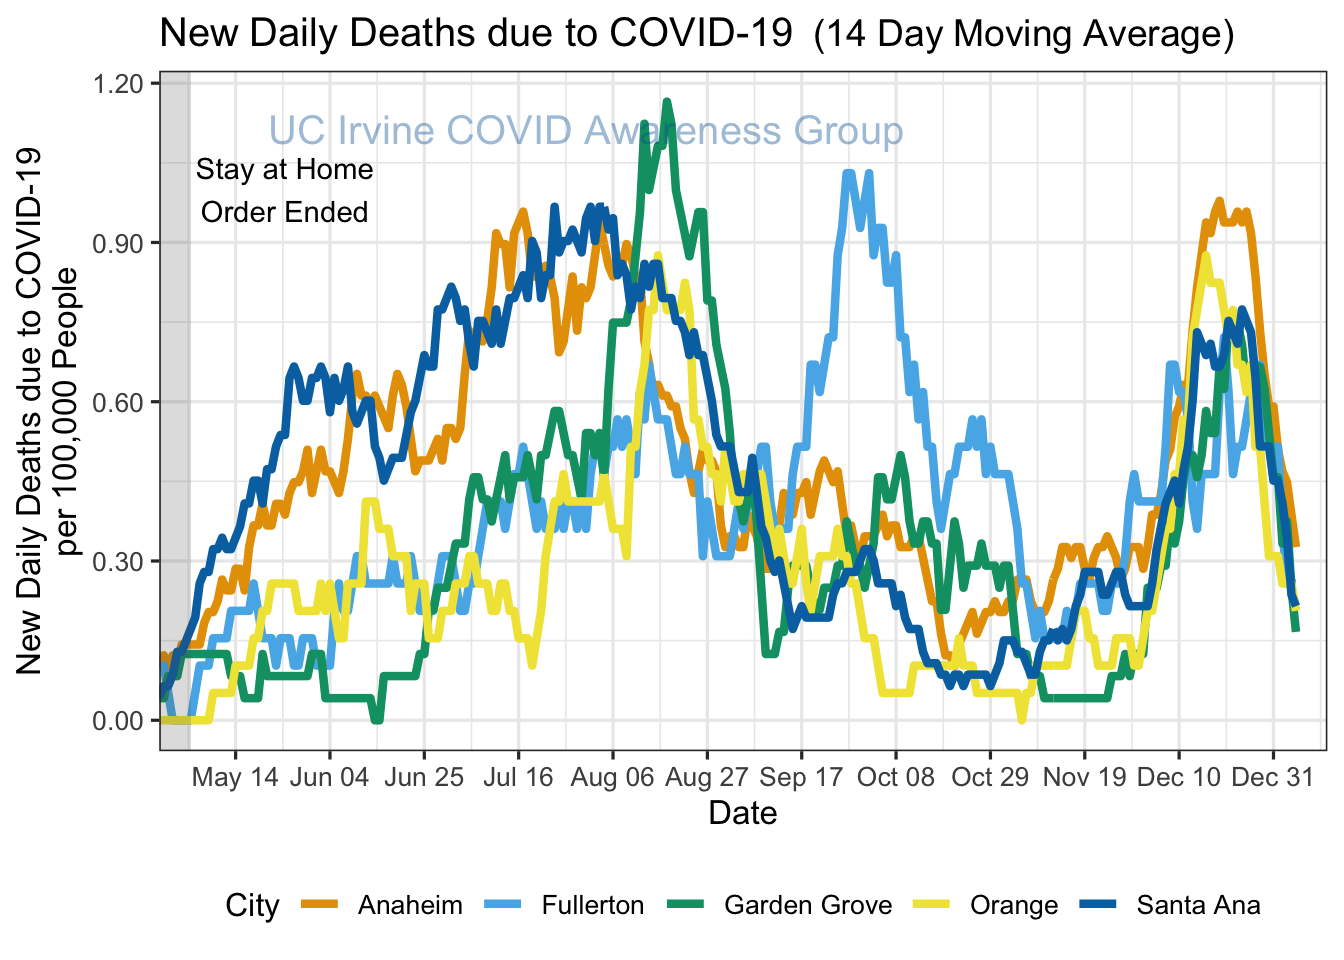 New Daily Deaths due to COVID-19 (14 Day Moving Average)
New Daily Deaths due to COVID-19
per 100,000 People
1.20
0.90
0.60
0.30
0.00
UC Irvine COVID Awareness Group
Stay at Home
Order Ended
May 14 Jun 04 Jun 25 Jul 16 Aug 06 Aug 27 Sep 17 Oct 08 Oct 29 Nov 19 Dec 10 Dec 31
Date
City Anaheim Fullerton Garden Grove Orange Santa Ana